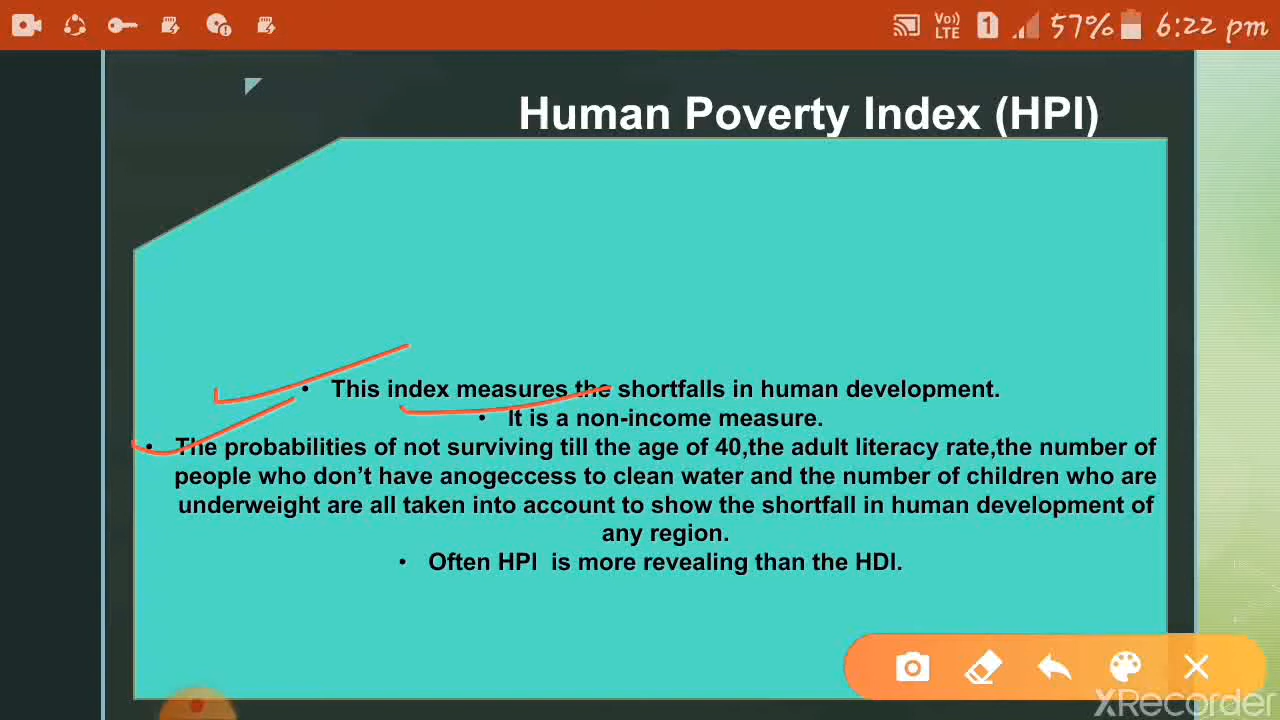 Vo) LTE 1 57% 6:22 pm
Human Poverty Index (HPI)
• This index measures the shortfalls in human development.
• It is a non-income measure.
• The probabilities of not surviving till the age of 40,the adult literacy rate,the number of
people who don't have anogeccess to clean water and the number of children who are
underweight are all taken into account to show the shortfall in human development of
any region.
• Often HPI is more revealing than the HDI.
XRecorder